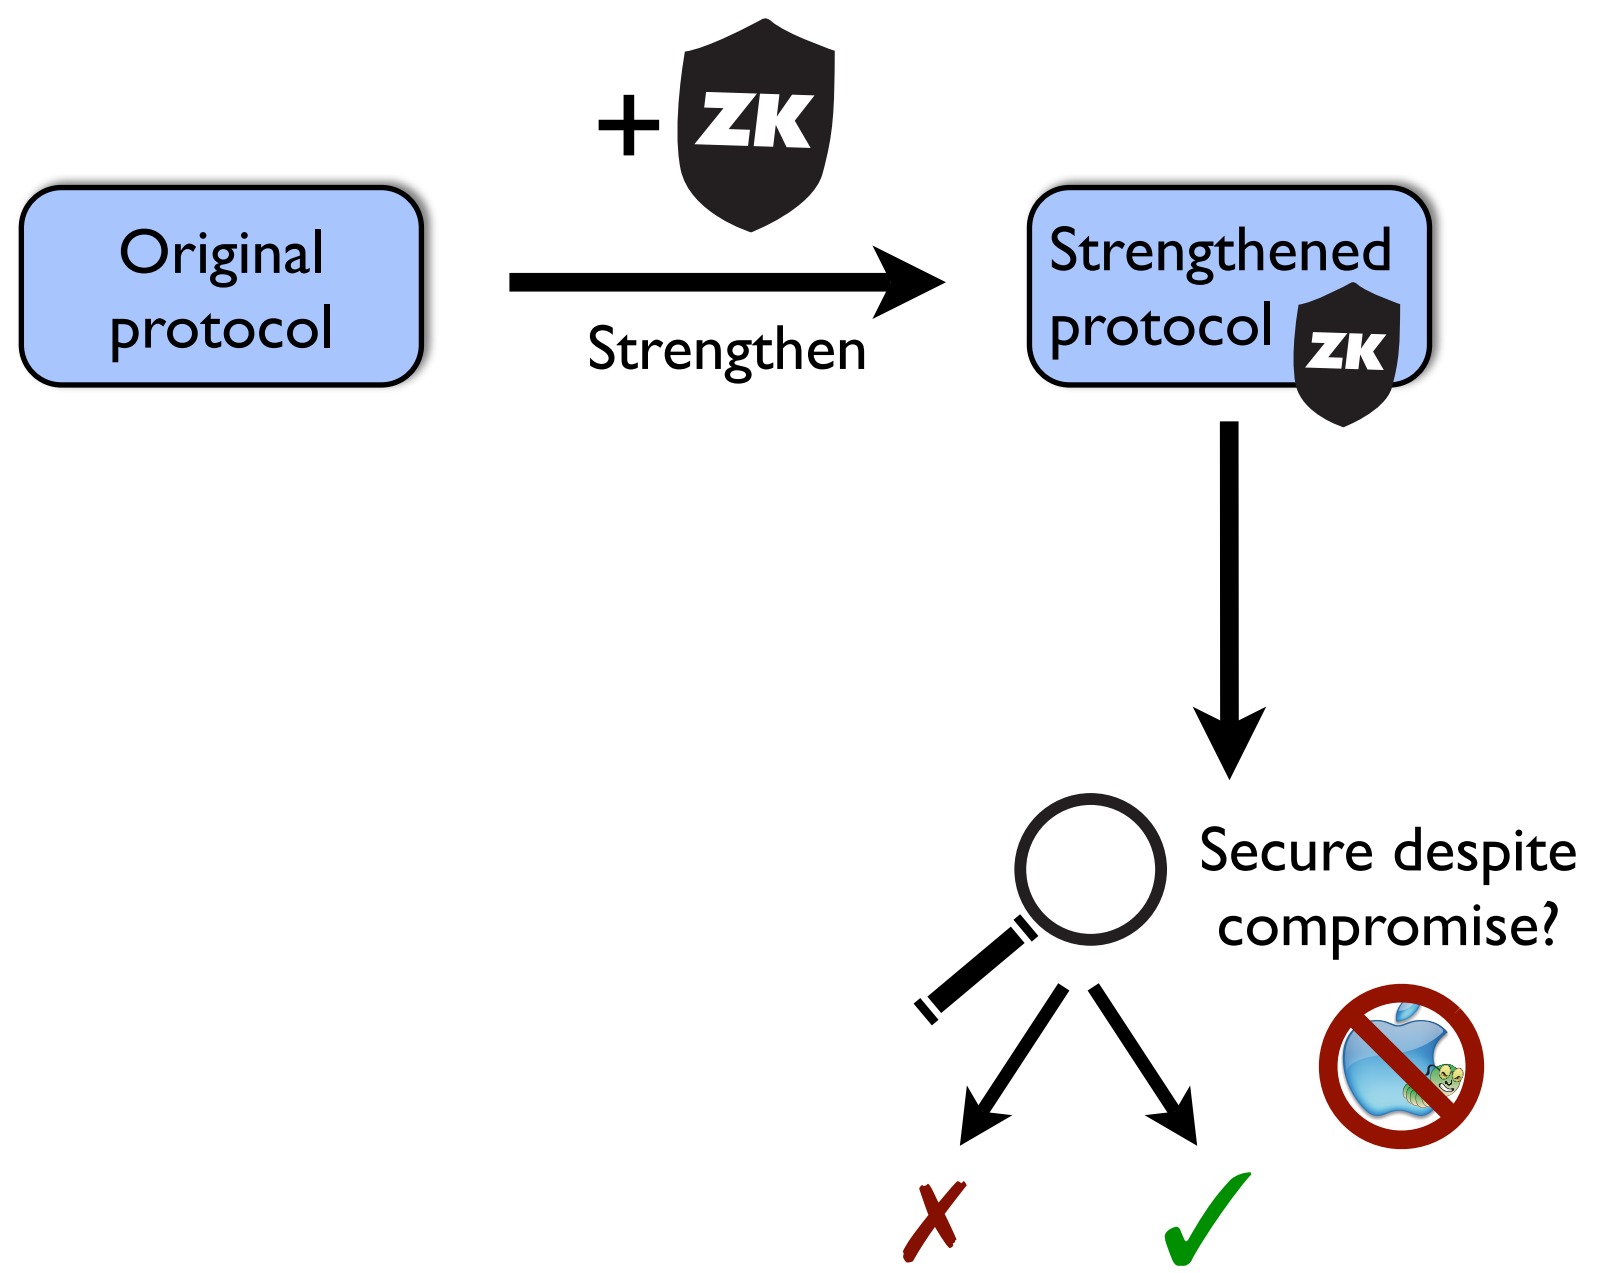 + ZK
Original
protocol
Strengthen
Strengthened
protocol
ZK
Secure despite
compromise?
✗ ✓